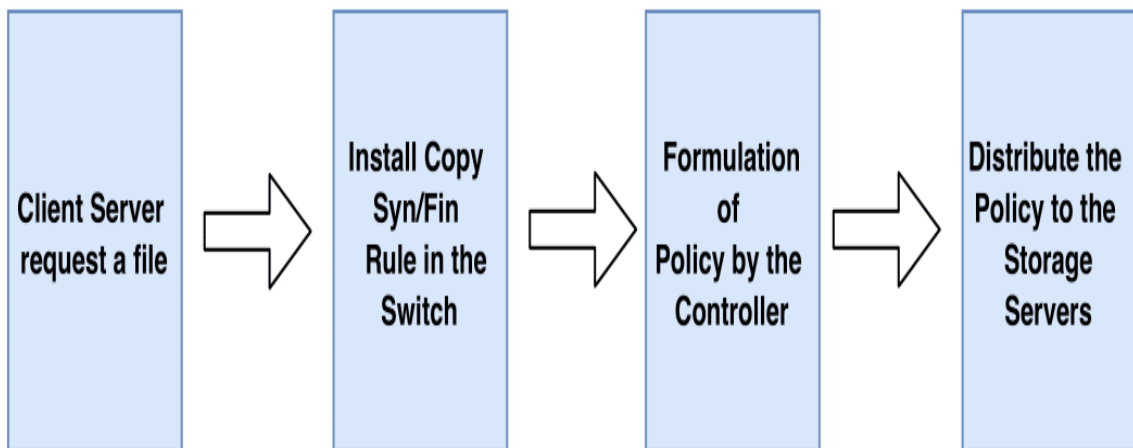 Client Server
request a file
Install Copy
Syn/Fin
Rule in the
Switch
Formulation
of
Policy by the
Controller
Distribute the
Policy to the
Storage
Servers